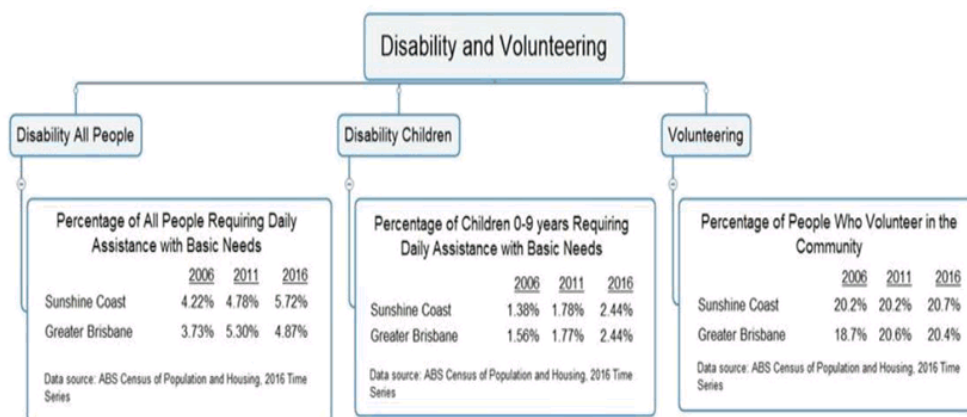 Disability and Volunteering
Disability All People
Disability Children
Volunteering
Percentage of All People Requiring Daily
Assistance with Basic Needs
2006 2011 2016
Sunshine Coast 4.22% 4.78% 5.72%
Greater Brisbane 3.73% 5.30% 4.87%
Data source: ABS Census of Population and Housing, 2016 Time
Series
Percentage of Children 0-9 years Requiring
Daily Assistance with Basic Needs
2006 2011 2016
Sunshine Coast 1.38% 1.78% 2.44%
Greater Brisbane 1.56% 1.77% 2.44%
Data source: ABS Census of Population and Housing, 2016 Time
Series
Percentage of People Who Volunteer in the
Community
2006 2011 2016
Sunshine Coast 20.2% 20.2% 20.7%
Greater Brisbane 18.7% 20.6% 20.4%
Data source: ABS Census of Population and Housing, 2016 Time
Series